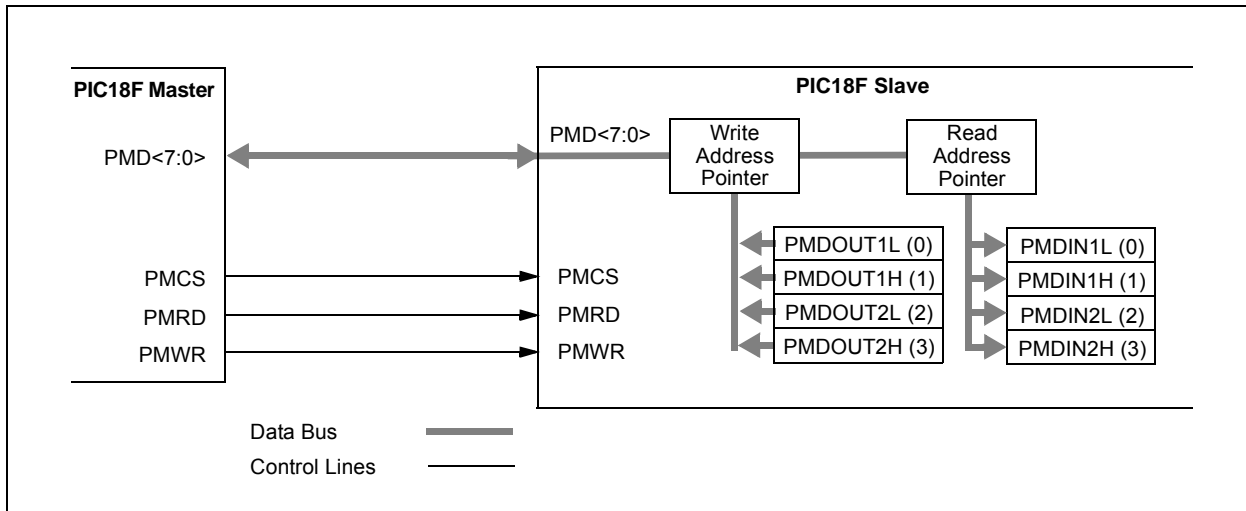 PIC18F Master
PIC18F Slave
PMD<7:0>
PMD<7:0>
Write
Address
Pointer
Read
Address
Pointer
PMDOUT1L (0)
PMDOUT1H (1)
PMDOUT2L (2)
PMDOUT2H (3)
PMDIN1L (0)
PMDIN1H (1)
PMDIN2L (2)
PMDIN2H (3)
PMCS
PMRD
PMWR
PMCS
PMRD
PMWR
Data Bus
Control Lines